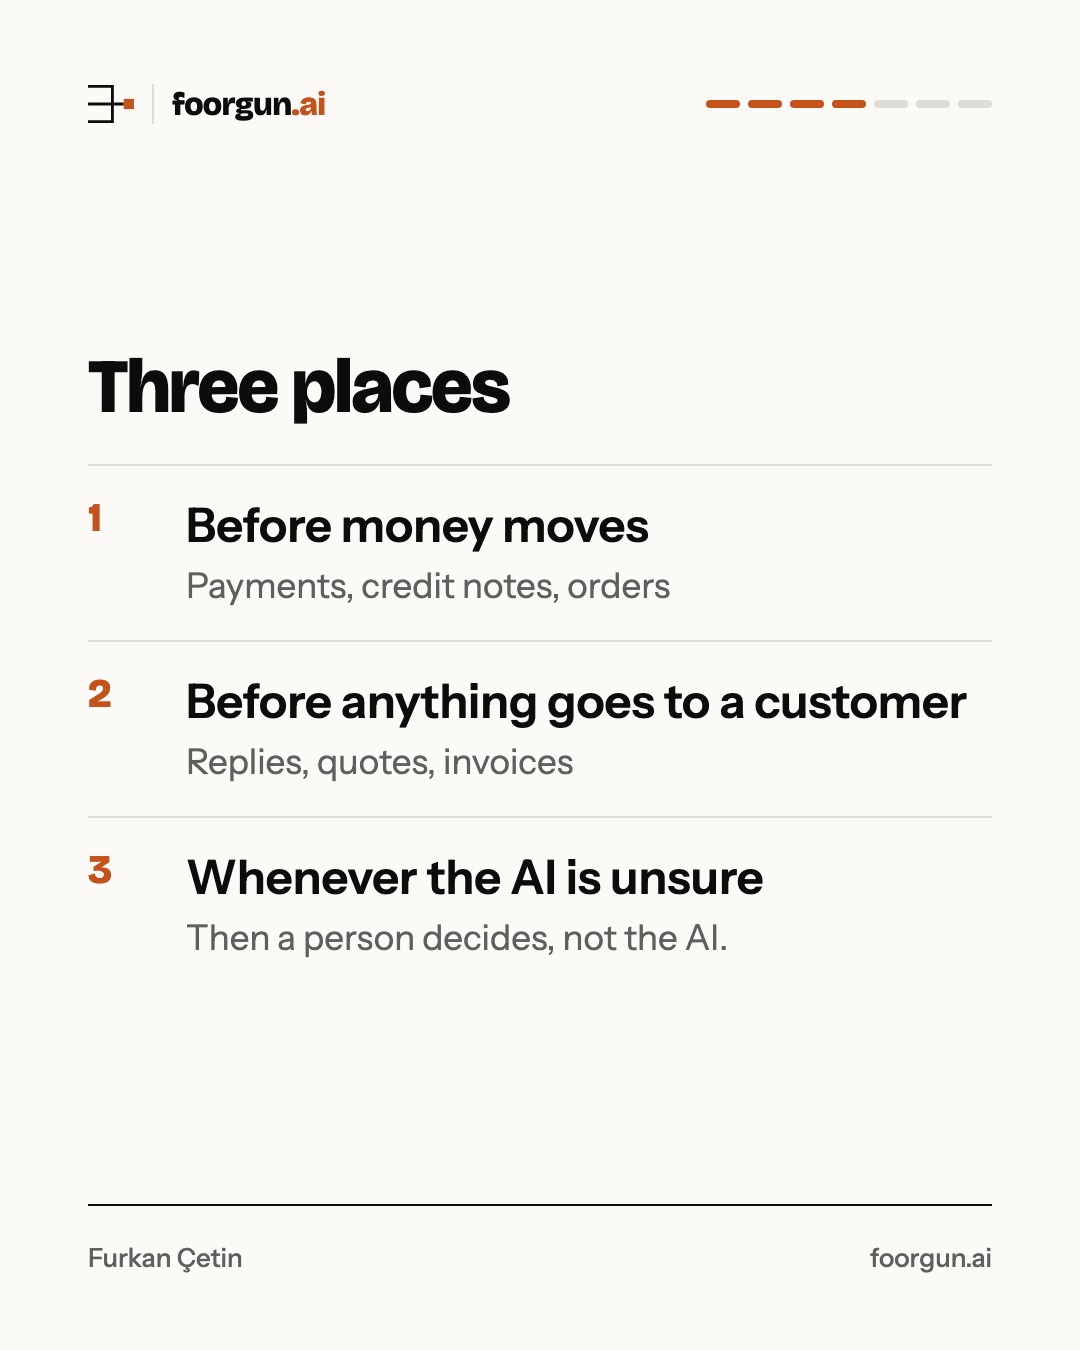 foorgun.ai
Three places
1
Before money moves
Payments, credit notes, orders
2
Before anything goes to a customer
Replies, quotes, invoices
3
Whenever the AI is unsure
Then a person decides, not the AI.
Furkan Çetin
foorgun.ai